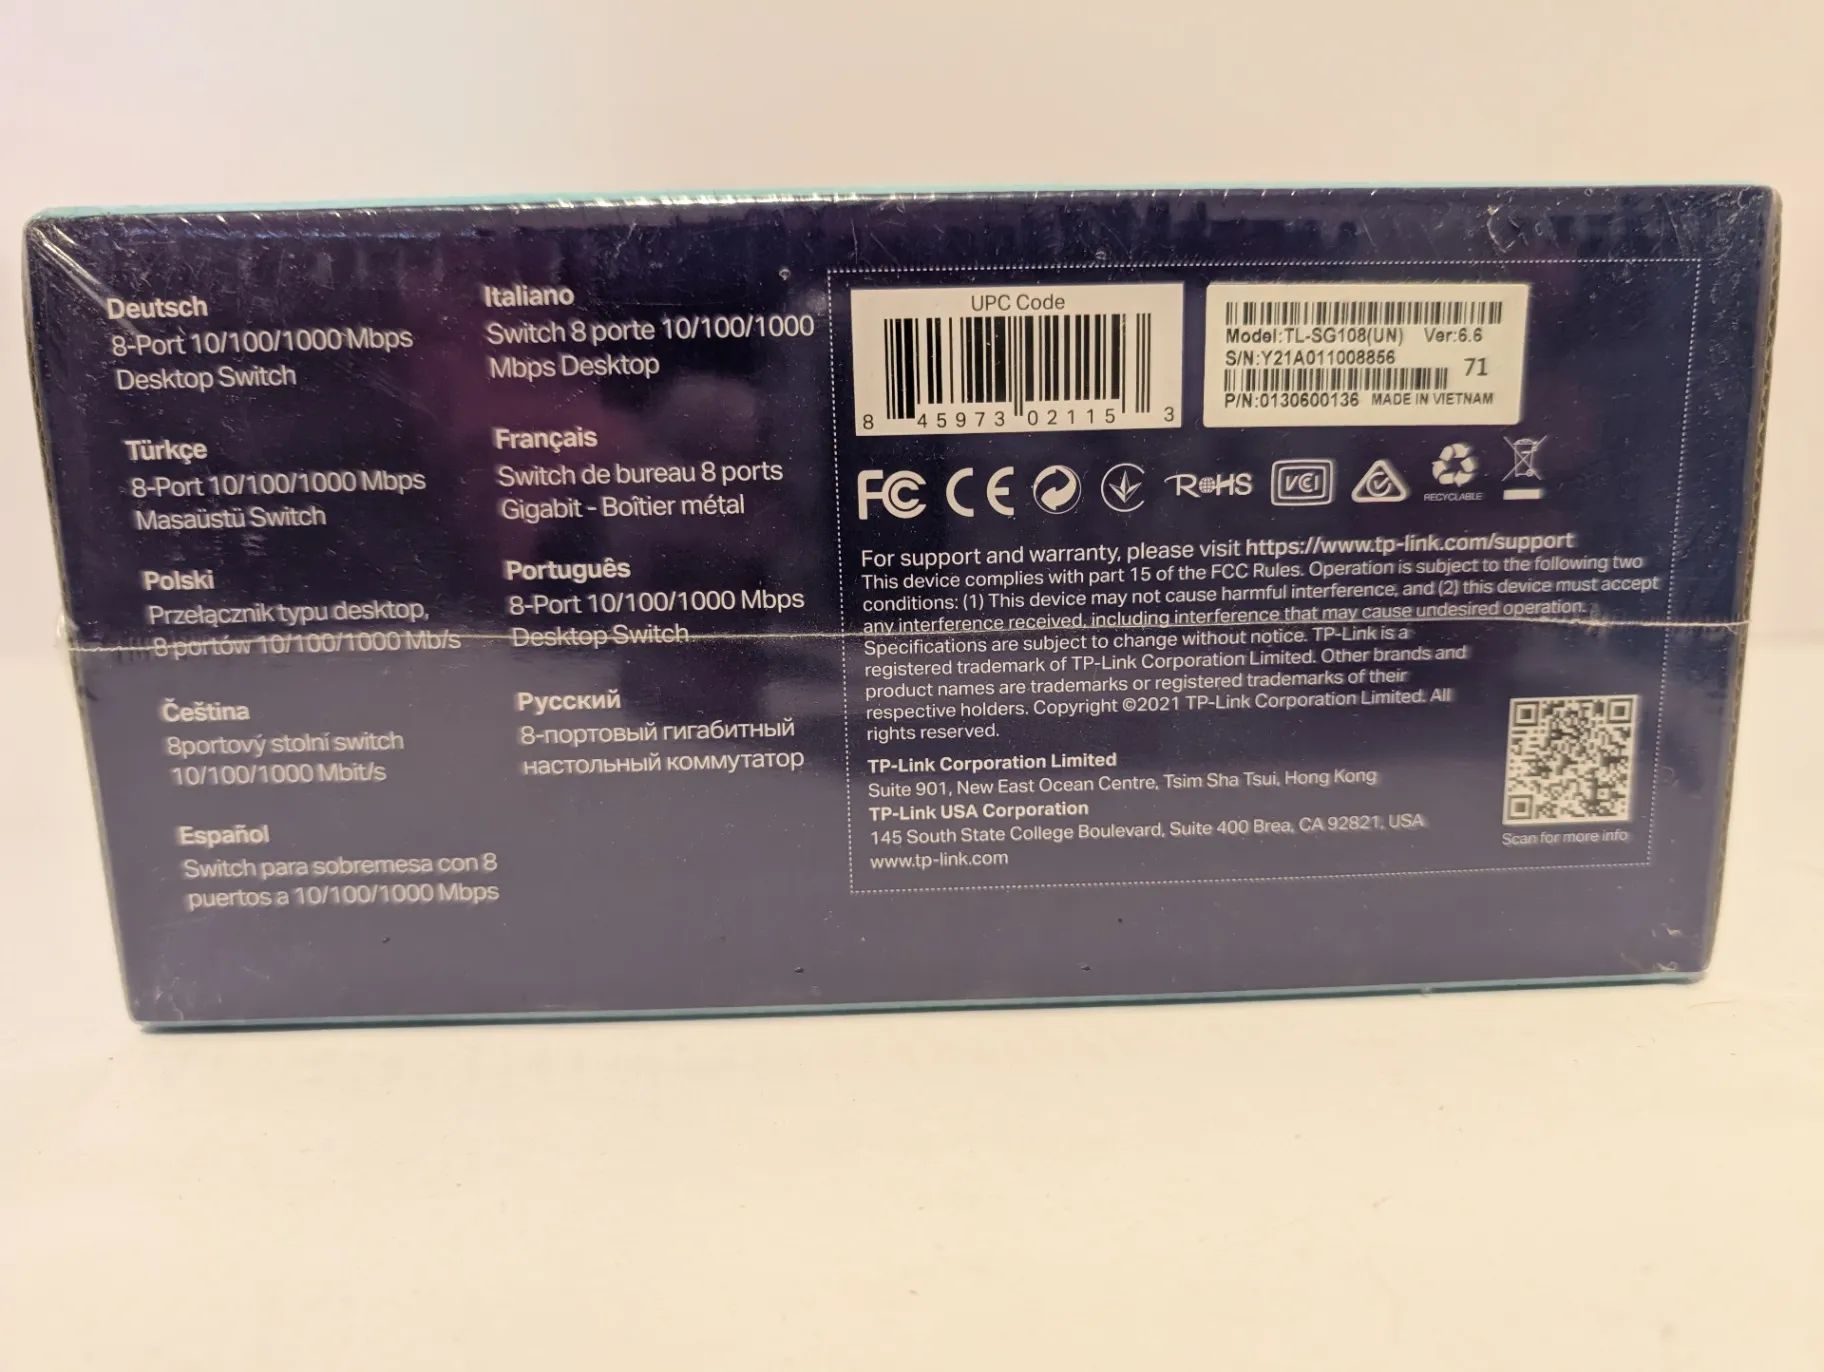 Deutsch
8-Port 10/100/1000 Mbps
Desktop Switch
Türkçe
8-Port 10/100/1000 Mbps
Masaüstü Switch
Polski
Przełącznik typu desktop,
8 portów 10/100/1000 Mb/s
Čeština
8portový stolní switch
10/100/1000 Mbit/s
Español
Switch para sobremesa con 8
puertos a 10/100/1000 Mbps
Italiano
Switch 8 porte 10/100/1000
Mbps Desktop
Français
Switch de bureau 8 ports
Gigabit - Boîtier métal
Português
8-Port 10/100/1000 Mbps
Desktop Switch
Русский
8-портовый гигабитный
настольный коммутатор
UPC Code
8 45973 02115 3
Model:TL-SG108(UN) Ver:6.6
S/N:Y21A011008856
71
P/N:0130600136 MADE IN VIETNAM
FC CE RoHS VCI
RECYCLABLE
For support and warranty, please visit https://www.tp-link.com/support
This device complies with part 15 of the FCC Rules. Operation is subject to the following two
conditions: (1) This device may not cause harmful interference, and (2) this device must accept
any interference received, including interference that may cause undesired operation.
Specifications are subject to change without notice. TP-Link is a
registered trademark of TP-Link Corporation Limited. Other brands and
product names are trademarks or registered trademarks of their
respective holders. Copyright ©2021 TP-Link Corporation Limited. All
rights reserved.
TP-Link Corporation Limited
Suite 901, New East Ocean Centre, Tsim Sha Tsui, Hong Kong
TP-Link USA Corporation
145 South State College Boulevard, Suite 400 Brea, CA 92821, USA
www.tp-link.com
Scan for more info